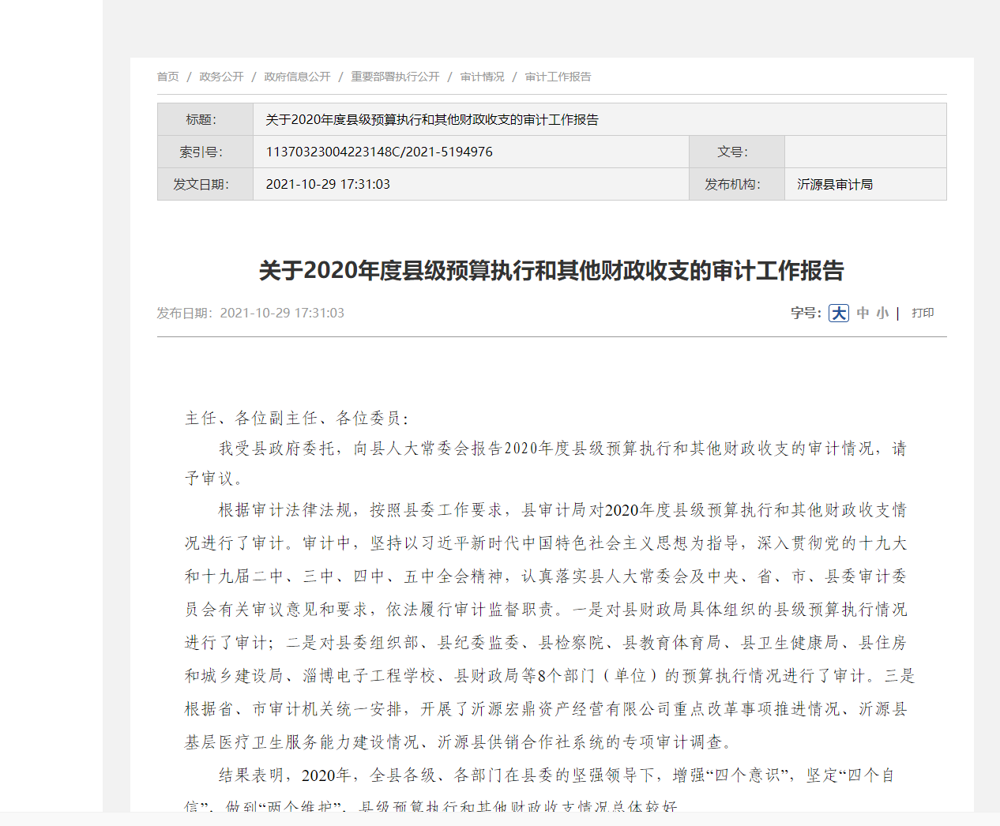 首页 / 政务公开 / 政府信息公开 / 重要部署执行公开 / 审计情况 / 审计工作报告
标题： 关于2020年度县级预算执行和其他财政收支的审计工作报告
索引号： 11370323004223148C/2021-5194976 文号：
发文日期： 2021-10-29 17:31:03 发布机构： 沂源县审计局
关于2020年度县级预算执行和其他财政收支的审计工作报告
发布日期：2021-10-29 17:31:03 字号：大 中 小 | 打印
主任、各位副主任、各位委员：
我受县政府委托，向县人大常委会报告2020年度县级预算执行和其他财政收支的审计情况，请
予审议。
根据审计法律法规，按照县委工作要求，县审计局对2020年度县级预算执行和其他财政收支情
况进行了审计。审计中，坚持以习近平新时代中国特色社会主义思想为指导，深入贯彻党的十九大
和十九届二中、三中、四中、五中全会精神，认真落实县人大常委会及中央、省、市、县委审计委
员会有关审议意见和要求，依法履行审计监督职责。一是对县财政局具体组织的县级预算执行情况
进行了审计；二是对县委组织部、县纪委监委、县检察院、县教育体育局、县卫生健康局、县住房
和城乡建设局、淄博电子工程学校、县财政局等8个部门（单位）的预算执行情况进行了审计。三是
根据省、市审计机关统一安排，开展了沂源宏鼎资产经营有限公司重点改革事项推进情况、沂源县
基层医疗卫生服务能力建设情况、沂源县供销合作社系统的专项审计调查。
结果表明，2020年，全县各级、各部门在县委的坚强领导下，增强“四个意识”，坚定“四个自
信”，做到“两个维护”，县级预算执行和其他财政收支情况总体较好